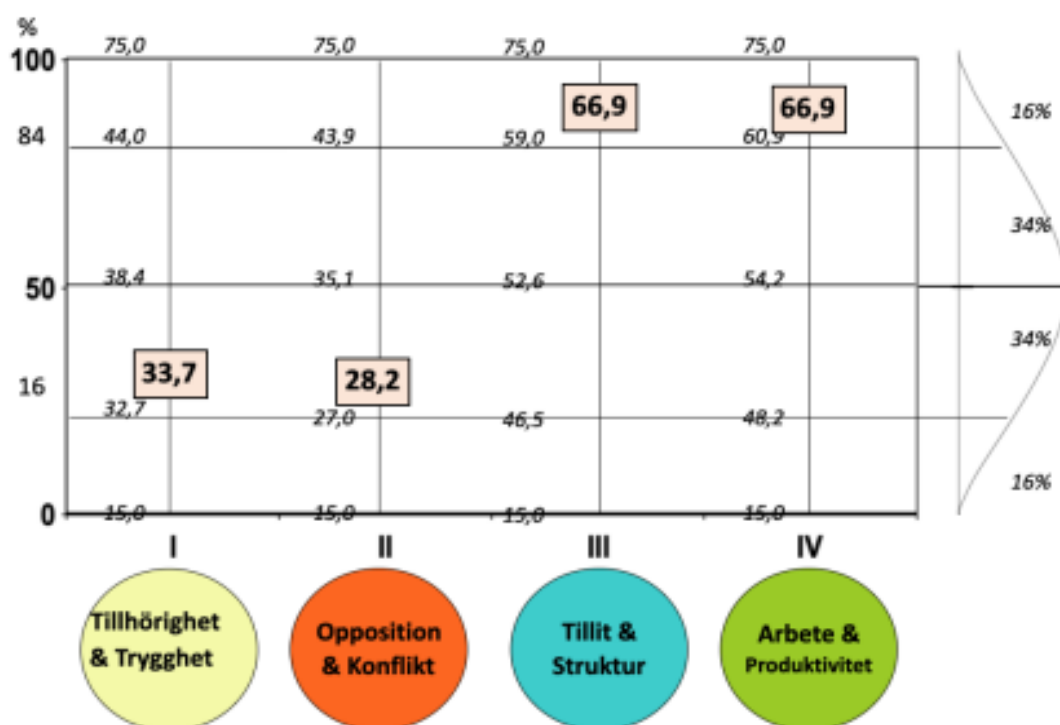 %
75,0 75,0 75,0 75,0
100
66,9 66,9
16%
84 44,0 43,9 59,0 60,9
34%
38,4 35,1 52,6 54,2
50
34%
33,7 28,2
16
32,7 27,0 46,5 48,2
16%
0 15,0 15,0 15,0 15,0
I II III IV
Tillhörighet
& Trygghet
Opposition
& Konflikt
Tillit &
Struktur
Arbete &
Produktivitet